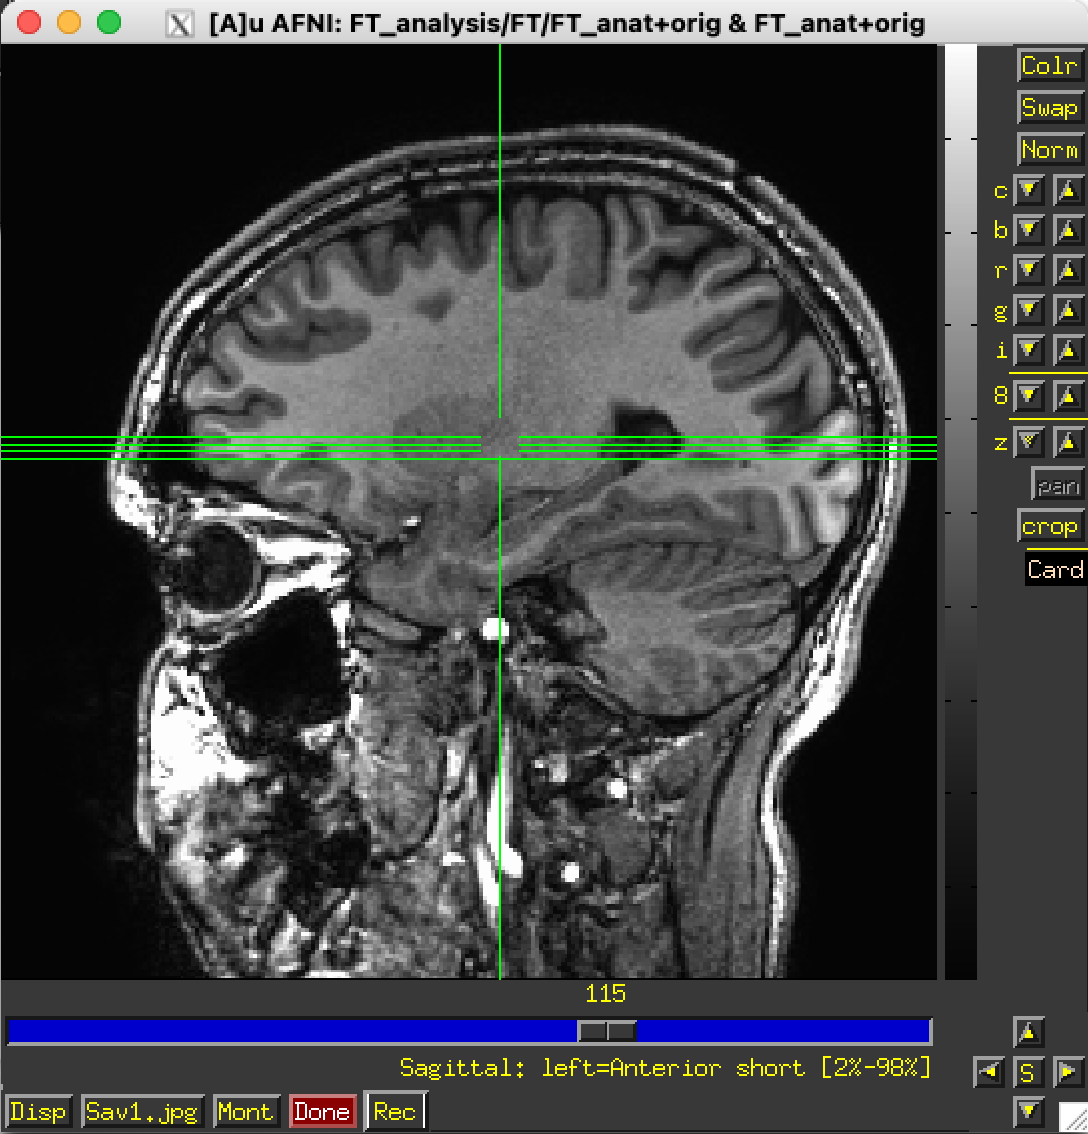 [A]u AFNI: FT_analysis/FT/FT_anat+orig & FT_anat+orig
Colr
Swap
Norm
c
b
r
g
i
8
z
pan
crop
Card
115
Sagittal: left=Anterior short [2%-98%]
S
Disp Sav1.jpg Mont Done Rec